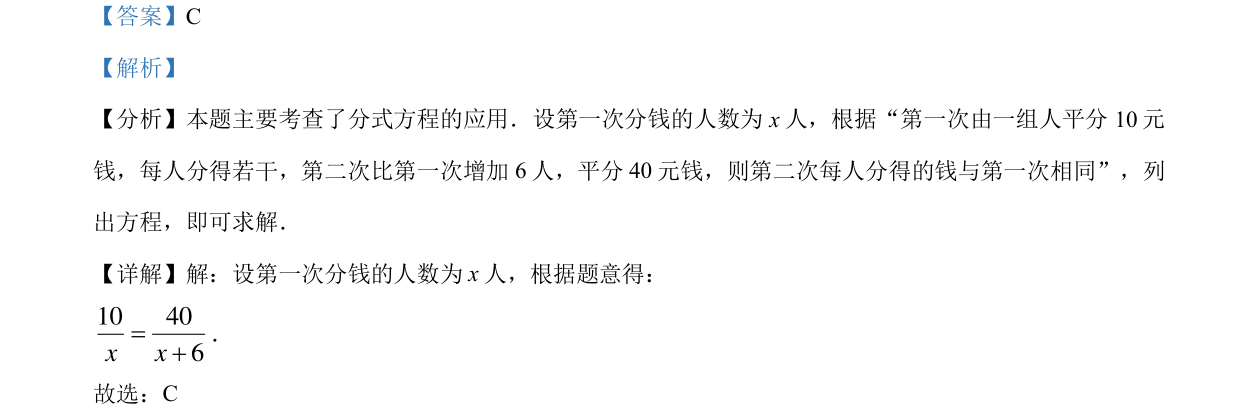 【答案】C
【解析】
【分析】本题主要考查了分式方程的应用．设第一次分钱的人数为 x 人，根据“第一次由一组人平分 10 元
钱，每人分得若干，第二次比第一次增加 6 人，平分 40 元钱，则第二次每人分得的钱与第一次相同”，列
出方程，即可求解．
【详解】解：设第一次分钱的人数为 x 人，根据题意得：
10/x = 40/(x+6)．
故选：C